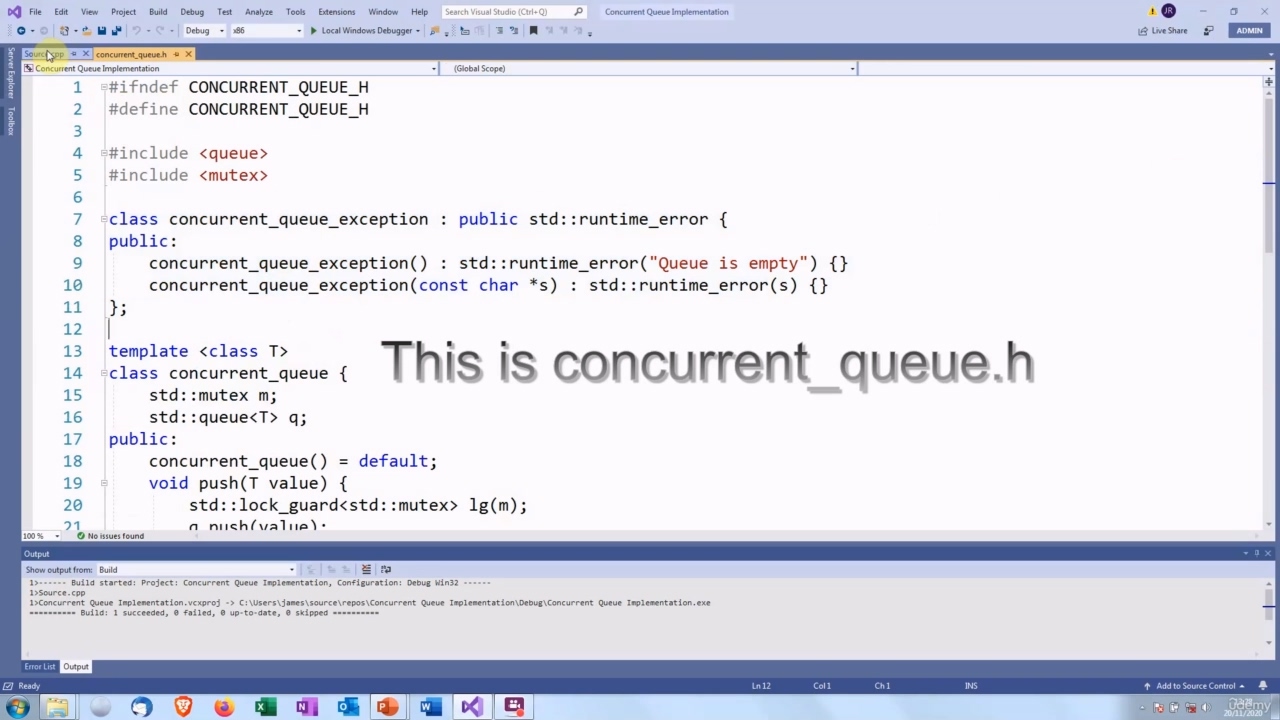 File Edit View Project Build Debug Test Analyze Tools Extensions Window Help Search Visual Studio (Ctrl+Q) Concurrent Queue Implementation JR
Debug x86 Local Windows Debugger Live Share ADMIN
concurrent_queue.h
Concurrent Queue Implementation (Global Scope)
Server Explorer
Toolbox
1 #ifndef CONCURRENT_QUEUE_H
2 #define CONCURRENT_QUEUE_H
3
4 #include <queue>
5 #include <mutex>
6
7 class concurrent_queue_exception : public std::runtime_error {
8 public:
9 concurrent_queue_exception() : std::runtime_error("Queue is empty") {}
10 concurrent_queue_exception(const char *s) : std::runtime_error(s) {}
11 };
12
13 template <class T>
14 class concurrent_queue {
15 std::mutex m;
16 std::queue<T> q;
17 public:
18 concurrent_queue() = default;
19 void push(T value) {
20 std::lock_guard<std::mutex> lg(m);
21 q.push(value);
This is concurrent_queue.h
100 % No issues found
Output
Show output from: Build
1>------ Build started: Project: Concurrent Queue Implementation, Configuration: Debug Win32 ------
1>Source.cpp
1>Concurrent Queue Implementation.vcxproj -> C:\Users\james\source\repos\Concurrent Queue Implementation\Debug\Concurrent Queue Implementation.exe
========== Build: 1 succeeded, 0 failed, 0 up-to-date, 0 skipped ==========
Error List Output
Ready Ln 12 Col 1 Ch 1 INS Add to Source Control
20/11/2020
udemy